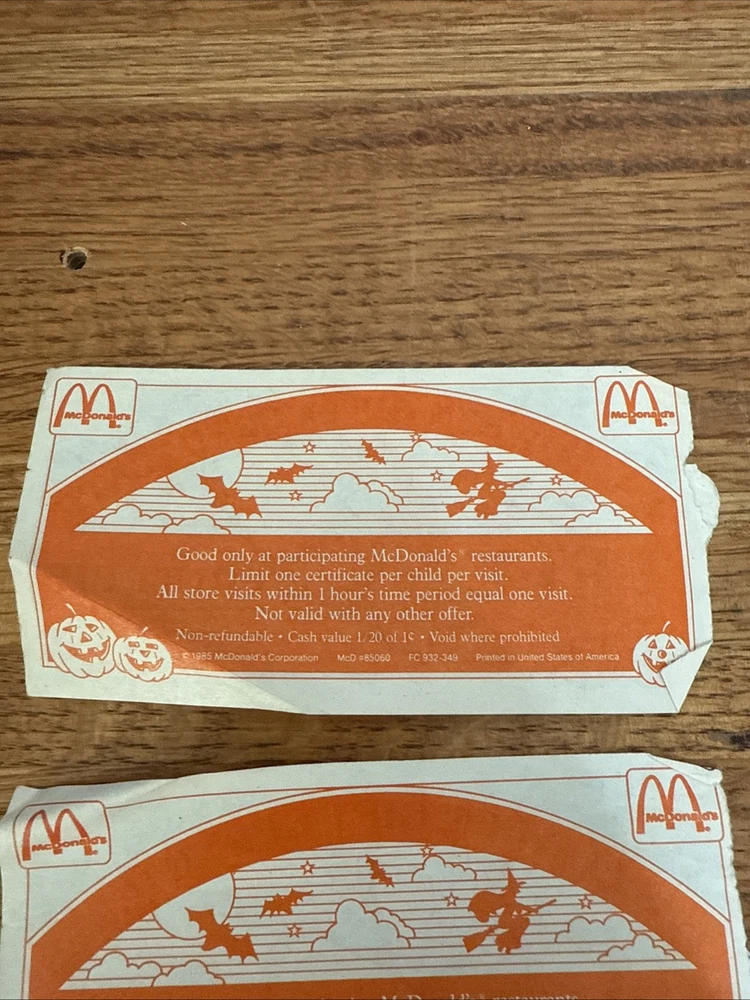 McDonald's® McDonald's®
Good only at participating McDonald's® restaurants.
Limit one certificate per child per visit.
All store visits within 1 hour's time period equal one visit.
Not valid with any other offer.
Non-refundable • Cash value 1/20 of 1¢ • Void where prohibited
© 1985 McDonald's Corporation McD #85060 FC 932-349 Printed in United States of America
McDonald's® McDonald's®
McDonald's® restaurants.